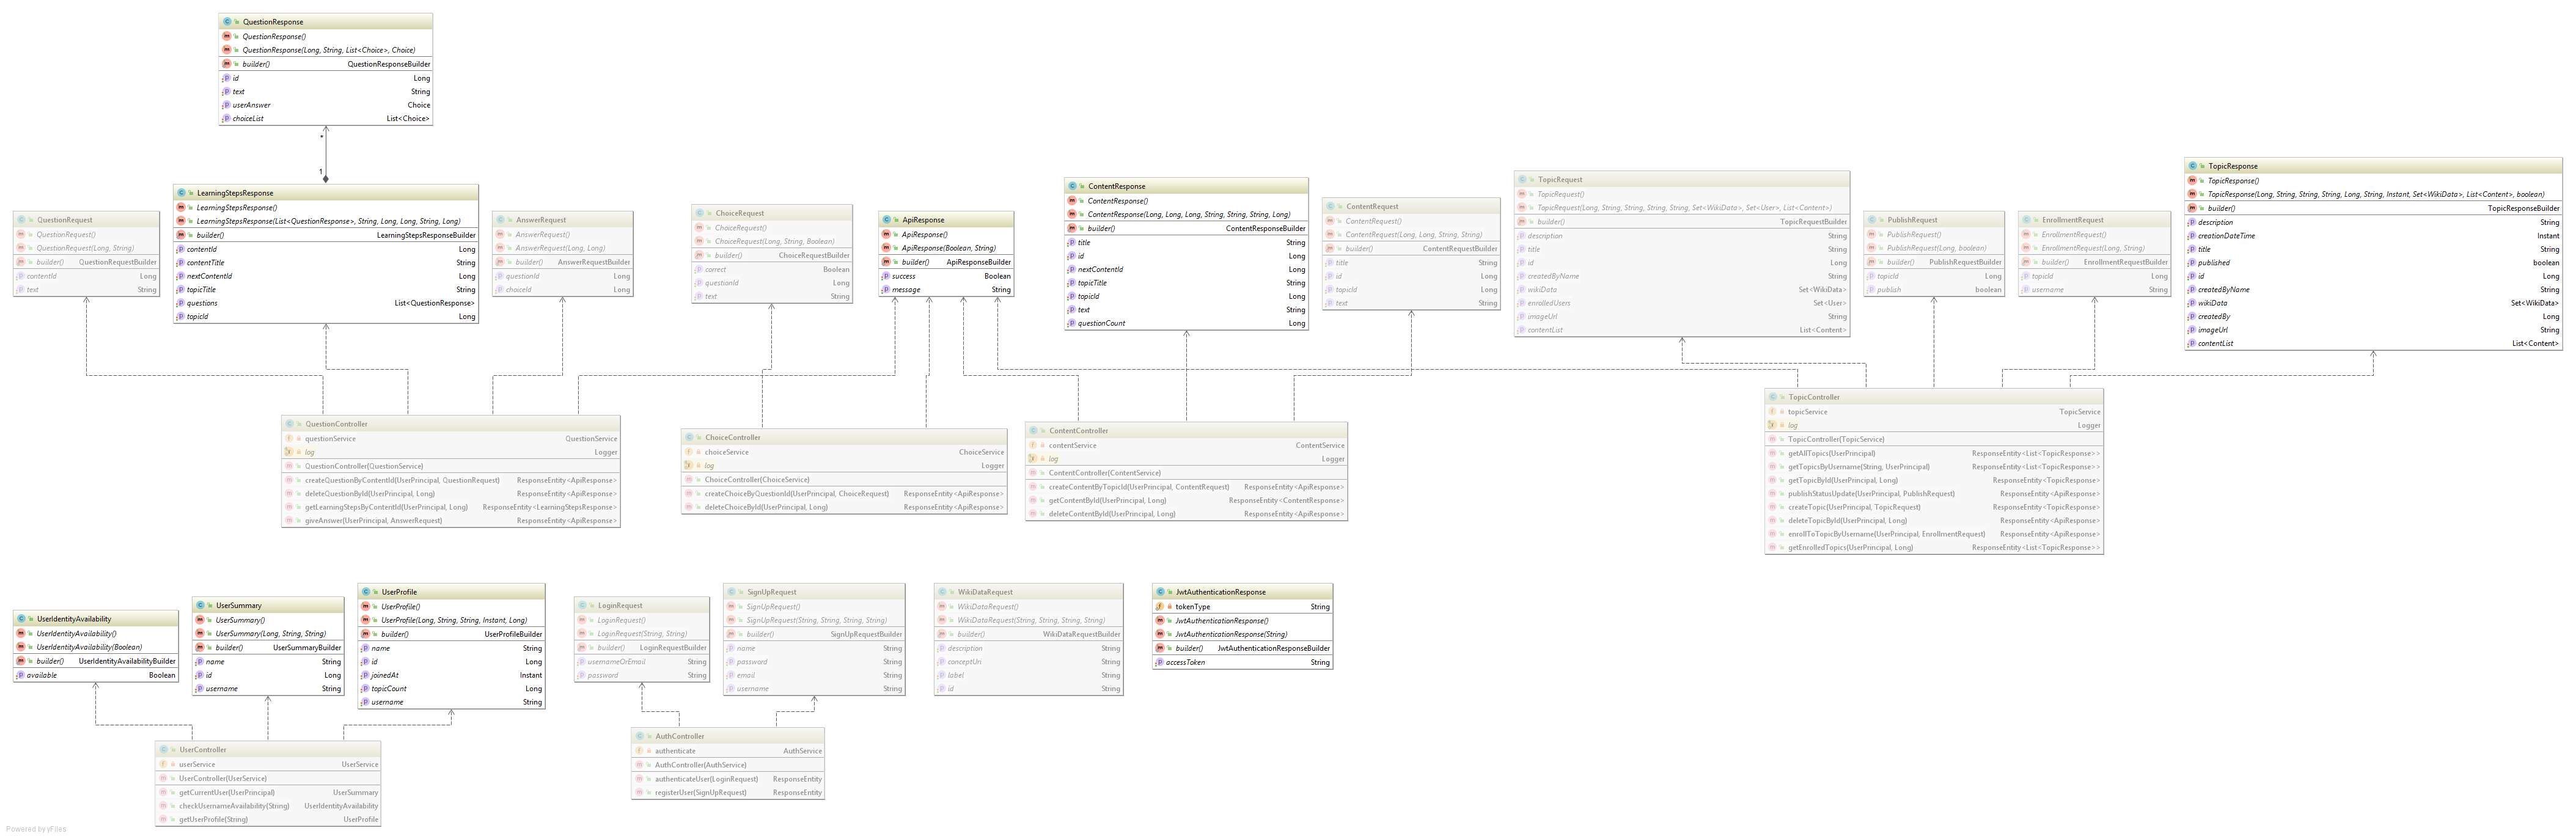 QuestionResponse
QuestionResponse()
QuestionResponse(Long, String, List<Choice>, Choice)
builder() QuestionResponseBuilder
id Long
text String
userAnswer Choice
choiceList List<Choice>
*
1
QuestionRequest
QuestionRequest()
QuestionRequest(Long, String)
builder() QuestionRequestBuilder
contentId Long
text String
LearningStepsResponse
LearningStepsResponse()
LearningStepsResponse(List<QuestionResponse>, String, Long, Long, String, Long)
builder() LearningStepsResponseBuilder
contentId Long
contentTitle String
nextContentId Long
topicTitle String
questions List<QuestionResponse>
topicId Long
AnswerRequest
AnswerRequest()
AnswerRequest(Long, Long)
builder() AnswerRequestBuilder
questionId Long
choiceId Long
ChoiceRequest
ChoiceRequest()
ChoiceRequest(Long, String, Boolean)
builder() ChoiceRequestBuilder
correct Boolean
questionId Long
text String
ApiResponse
ApiResponse()
ApiResponse(Boolean, String)
builder() ApiResponseBuilder
success Boolean
message String
ContentResponse
ContentResponse()
ContentResponse(Long, Long, Long, String, String, String, Long)
builder() ContentResponseBuilder
title String
id Long
nextContentId Long
topicTitle String
topicId Long
text String
questionCount Long
ContentRequest
ContentRequest()
ContentRequest(Long, Long, String, String)
builder() ContentRequestBuilder
title String
id Long
topicId Long
text String
TopicRequest
TopicRequest()
TopicRequest(Long, String, String, String, String, Set<WikiData>, Set<User>, List<Content>)
builder() TopicRequestBuilder
description String
title String
id Long
createdByName String
wikiData Set<WikiData>
enrolledUsers Set<User>
imageUrl String
contentList List<Content>
PublishRequest
PublishRequest()
PublishRequest(Long, boolean)
builder() PublishRequestBuilder
topicId Long
publish boolean
EnrollmentRequest
EnrollmentRequest()
EnrollmentRequest(Long, String)
builder() EnrollmentRequestBuilder
topicId Long
username String
TopicResponse
TopicResponse()
TopicResponse(Long, String, String, String, Long, String, Instant, Set<WikiData>, List<Content>, boolean)
builder() TopicResponseBuilder
description String
creationDateTime Instant
title String
published boolean
id Long
createdByName String
wikiData Set<WikiData>
createdBy Long
imageUrl String
contentList List<Content>
QuestionController
questionService QuestionService
log Logger
QuestionController(QuestionService)
createQuestionByContentId(UserPrincipal, QuestionRequest) ResponseEntity<ApiResponse>
deleteQuestionById(UserPrincipal, Long) ResponseEntity<ApiResponse>
getLearningStepsByContentId(UserPrincipal, Long) ResponseEntity<LearningStepsResponse>
giveAnswer(UserPrincipal, AnswerRequest) ResponseEntity<ApiResponse>
ChoiceController
choiceService ChoiceService
log Logger
ChoiceController(ChoiceService)
createChoiceByQuestionId(UserPrincipal, ChoiceRequest) ResponseEntity<ApiResponse>
deleteChoiceById(UserPrincipal, Long) ResponseEntity<ApiResponse>
ContentController
contentService ContentService
log Logger
ContentController(ContentService)
createContentByTopicId(UserPrincipal, ContentRequest) ResponseEntity<ApiResponse>
getContentById(UserPrincipal, Long) ResponseEntity<ContentResponse>
deleteContentById(UserPrincipal, Long) ResponseEntity<ApiResponse>
TopicController
topicService TopicService
log Logger
TopicController(TopicService)
getAllTopics(UserPrincipal) ResponseEntity<List<TopicResponse>>
getTopicsByUsername(String, UserPrincipal) ResponseEntity<List<TopicResponse>>
getTopicById(UserPrincipal, Long) ResponseEntity<TopicResponse>
publishStatusUpdate(UserPrincipal, PublishRequest) ResponseEntity<ApiResponse>
createTopic(UserPrincipal, TopicRequest) ResponseEntity<TopicResponse>
deleteTopicById(UserPrincipal, Long) ResponseEntity<ApiResponse>
enrollToTopicByUsername(UserPrincipal, EnrollmentRequest) ResponseEntity<ApiResponse>
getEnrolledTopics(UserPrincipal, Long) ResponseEntity<List<TopicResponse>>
UserIdentityAvailability
UserIdentityAvailability()
UserIdentityAvailability(Boolean)
builder() UserIdentityAvailabilityBuilder
available Boolean
UserSummary
UserSummary()
UserSummary(Long, String, String)
builder() UserSummaryBuilder
name String
id Long
username String
UserProfile
UserProfile()
UserProfile(Long, String, String, Instant, Long)
builder() UserProfileBuilder
name String
id Long
joinedAt Instant
topicCount Long
username String
LoginRequest
LoginRequest()
LoginRequest(String, String)
builder() LoginRequestBuilder
usernameOrEmail String
password String
SignUpRequest
SignUpRequest()
SignUpRequest(String, String, String, String)
builder() SignUpRequestBuilder
name String
password String
email String
username String
WikiDataRequest
WikiDataRequest()
WikiDataRequest(String, String, String, String)
builder() WikiDataRequestBuilder
description String
conceptUri String
label String
id String
JwtAuthenticationResponse
tokenType String
JwtAuthenticationResponse()
JwtAuthenticationResponse(String)
builder() JwtAuthenticationResponseBuilder
accessToken String
UserController
userService UserService
UserController(UserService)
getCurrentUser(UserPrincipal) UserSummary
checkUsernameAvailability(String) UserIdentityAvailability
getUserProfile(String) UserProfile
AuthController
authenticate AuthService
AuthController(AuthService)
authenticateUser(LoginRequest) ResponseEntity
registerUser(SignUpRequest) ResponseEntity
Powered by yFiles